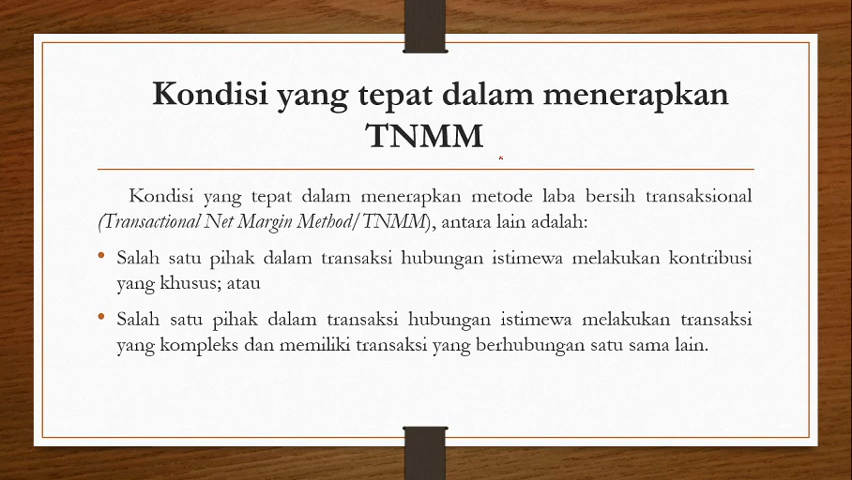 Kondisi yang tepat dalam menerapkan
TNMM
Kondisi yang tepat dalam menerapkan metode laba bersih transaksional
(Transactional Net Margin Method/TNMM), antara lain adalah:
• Salah satu pihak dalam transaksi hubungan istimewa melakukan kontribusi
yang khusus; atau
• Salah satu pihak dalam transaksi hubungan istimewa melakukan transaksi
yang kompleks dan memiliki transaksi yang berhubungan satu sama lain.